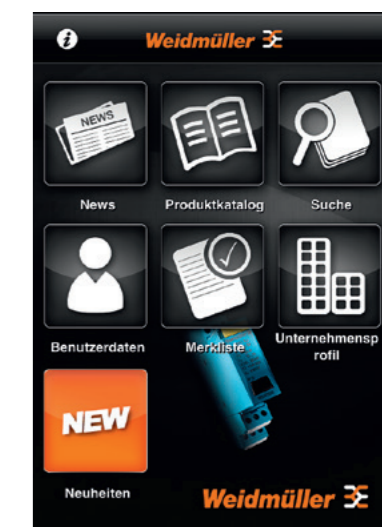 i
Weidmüller
NEWS
News
Produktkatalog
Suche
Benutzerdaten
Merkliste
Unternehmensp
rofil
NEW
Neuheiten
Weidmüller